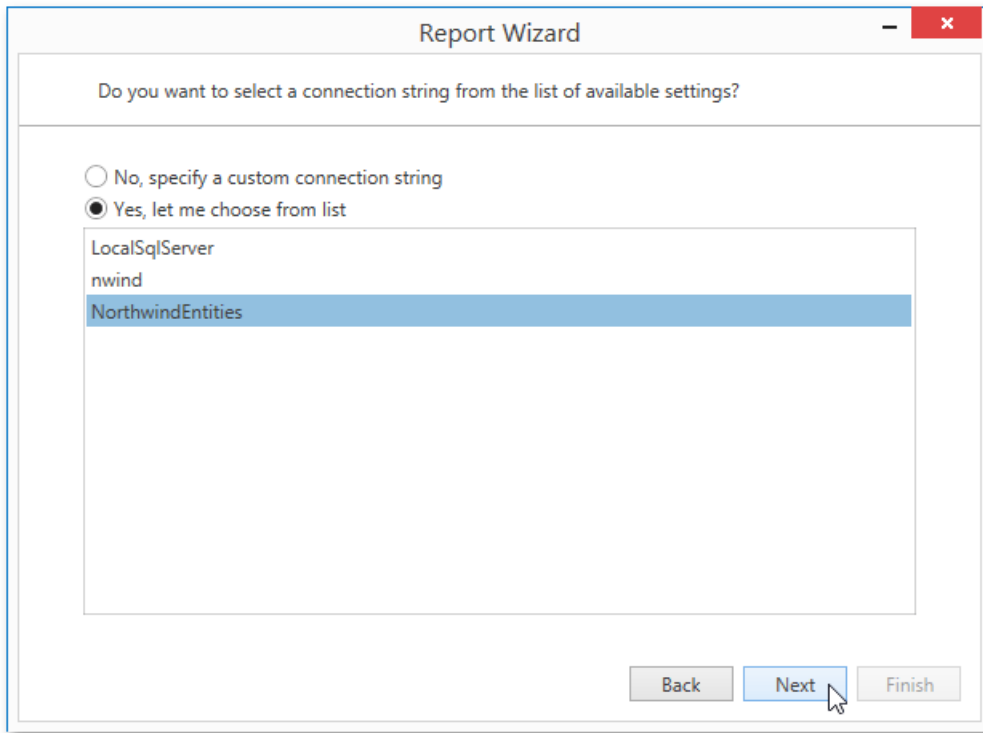 Report Wizard
Do you want to select a connection string from the list of available settings?
No, specify a custom connection string
Yes, let me choose from list
LocalSqlServer
nwind
NorthwindEntities
Back Next Finish